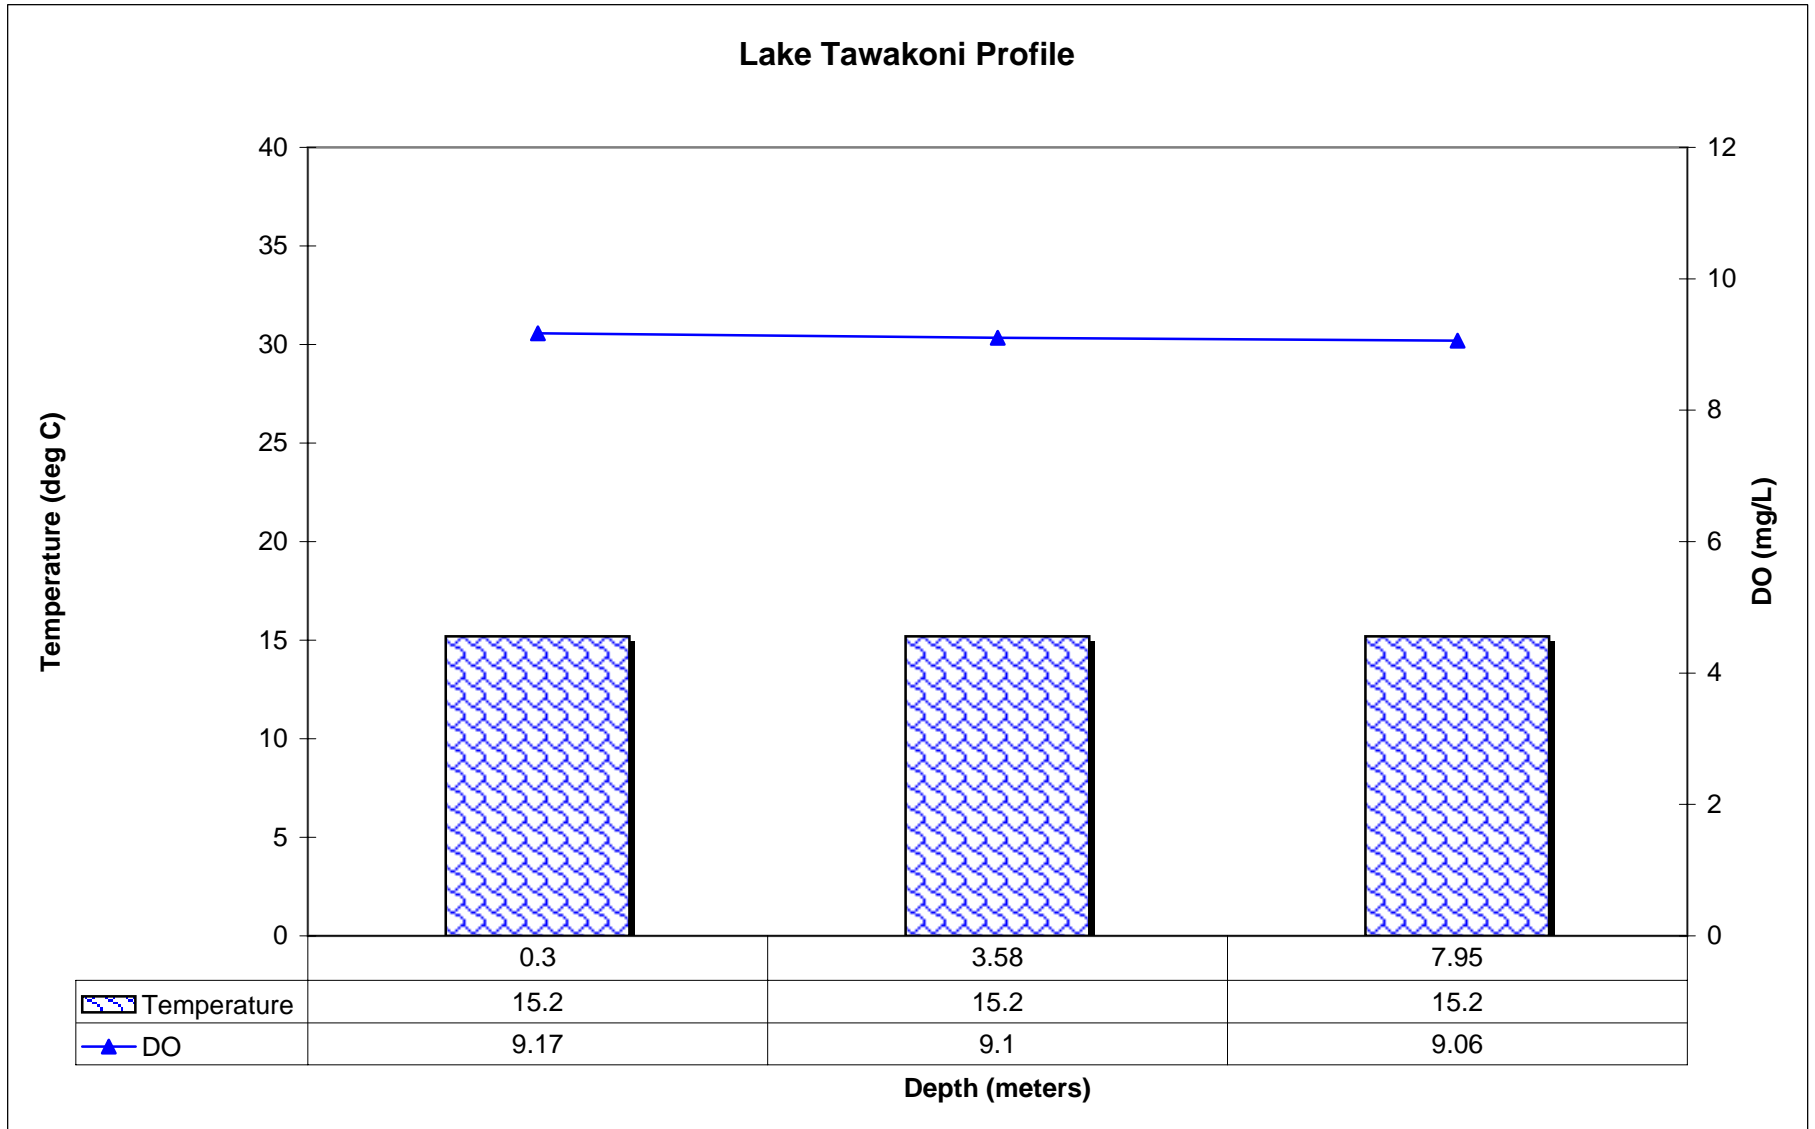 Lake Tawakoni Profile
40
35
30
25
20
15
10
5
0
Temperature (deg C)
12
10
8
6
4
2
0
DO (mg/L)
0.3 3.58 7.95
Temperature 15.2 15.2 15.2
DO 9.17 9.1 9.06
Depth (meters)